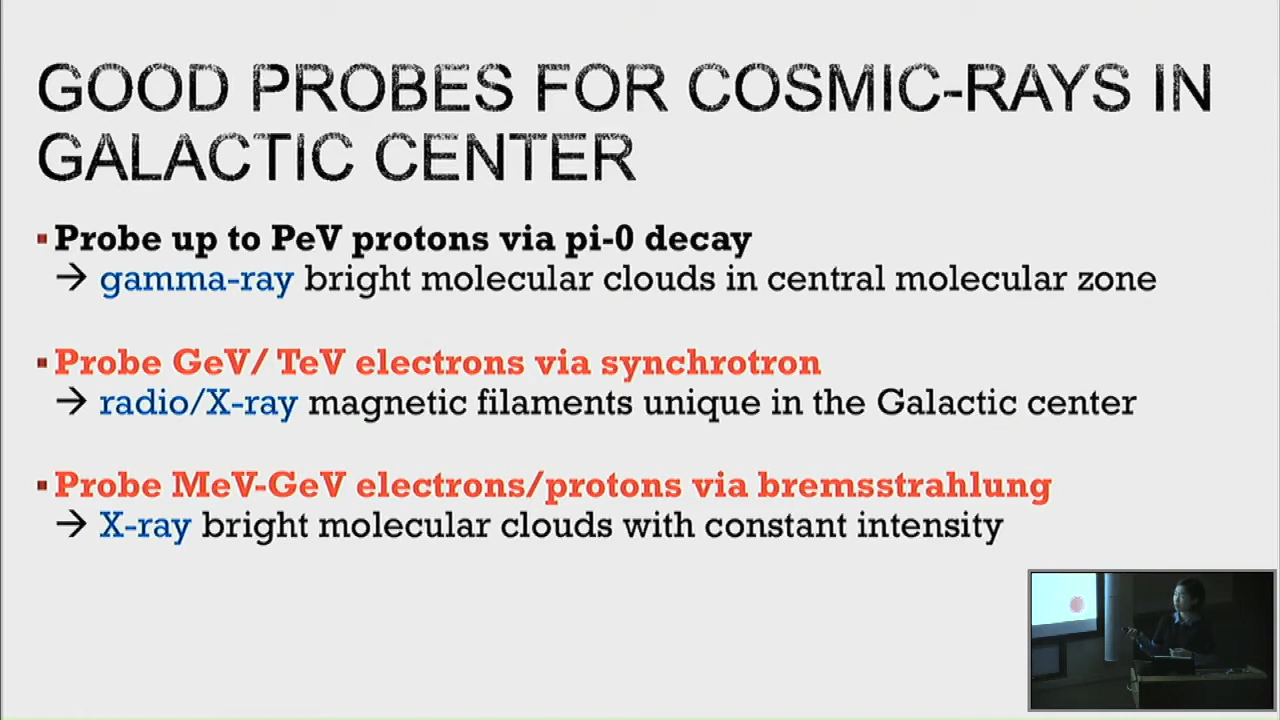 GOOD PROBES FOR COSMIC-RAYS IN
GALACTIC CENTER
▪Probe up to PeV protons via pi-0 decay
→ gamma-ray bright molecular clouds in central molecular zone
▪Probe GeV/ TeV electrons via synchrotron
→ radio/X-ray magnetic filaments unique in the Galactic center
▪Probe MeV-GeV electrons/protons via bremsstrahlung
→ X-ray bright molecular clouds with constant intensity